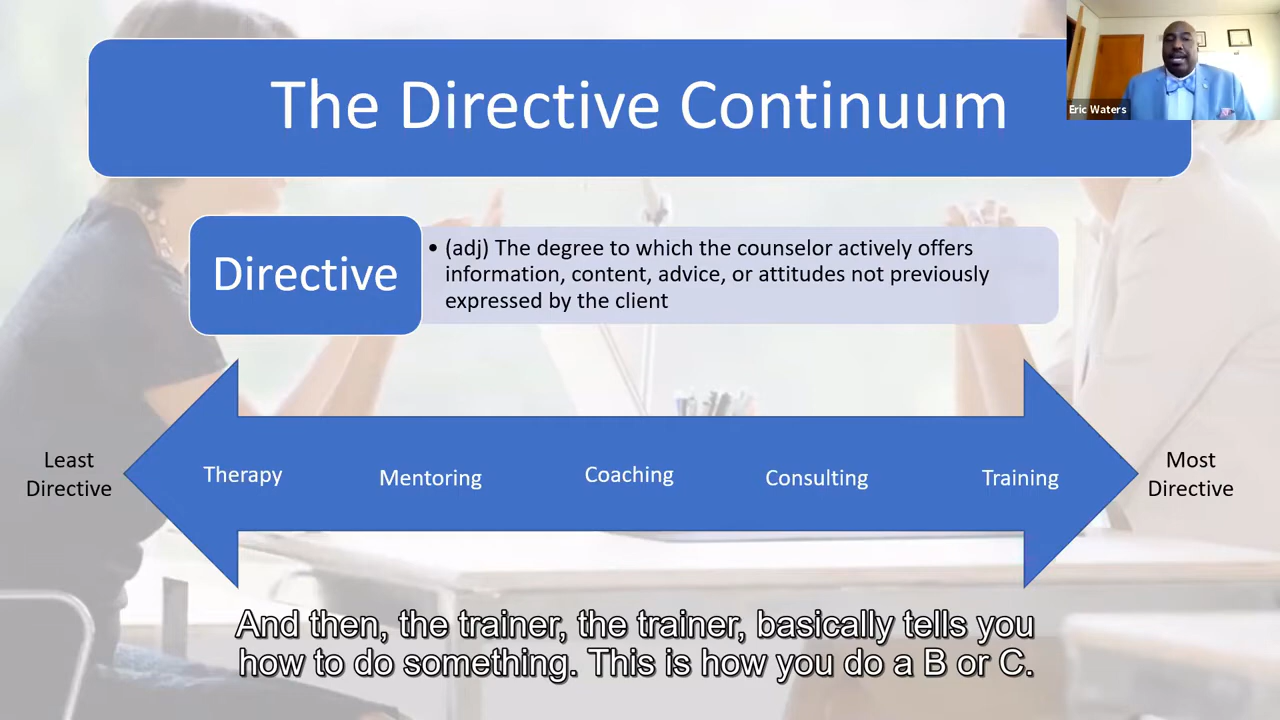 The Directive Continuum
Eric Waters
Directive
• (adj) The degree to which the counselor actively offers
information, content, advice, or attitudes not previously
expressed by the client
Least
Directive
Therapy
Mentoring
Coaching
Consulting
Training
Most
Directive
And then, the trainer, the trainer, basically tells you
how to do something. This is how you do a B or C.